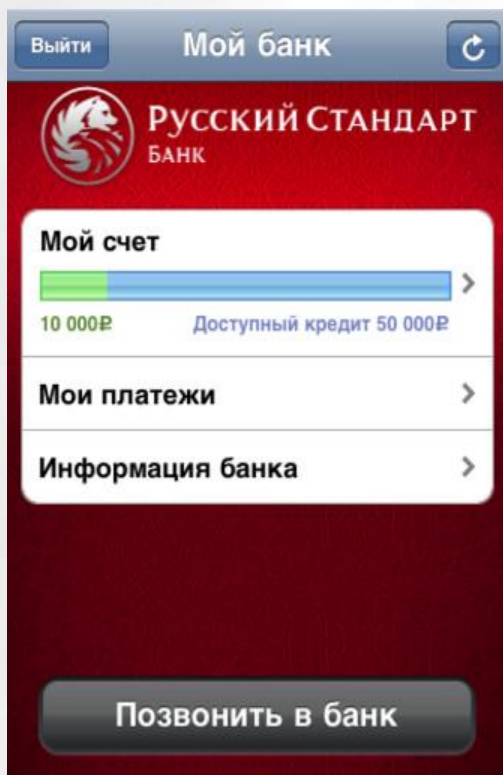 Выйти
Мой банк
Русский Стандарт
Банк
Мой счет
10 000₽
Доступный кредит 50 000₽
Мои платежи
Информация банка
Позвонить в банк